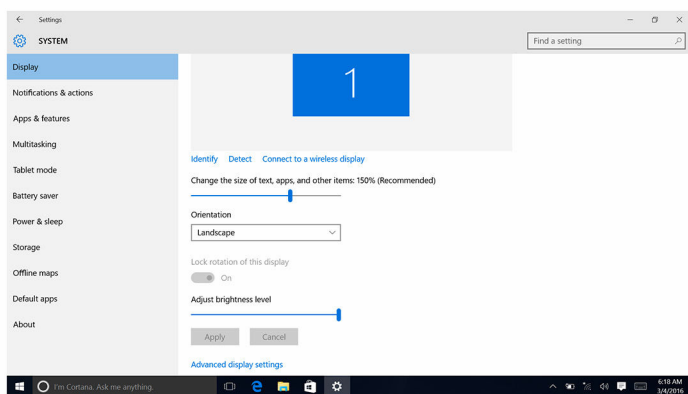 Settings
SYSTEM
Find a setting
Display
Notifications & actions
Apps & features
Multitasking
Tablet mode
Battery saver
Power & sleep
Storage
Offline maps
Default apps
About
1
Identify Detect Connect to a wireless display
Change the size of text, apps, and other items: 150% (Recommended)
Orientation
Landscape
Lock rotation of this display
On
Adjust brightness level
Apply Cancel
Advanced display settings
I'm Cortana. Ask me anything.
6:18 AM
3/4/2016